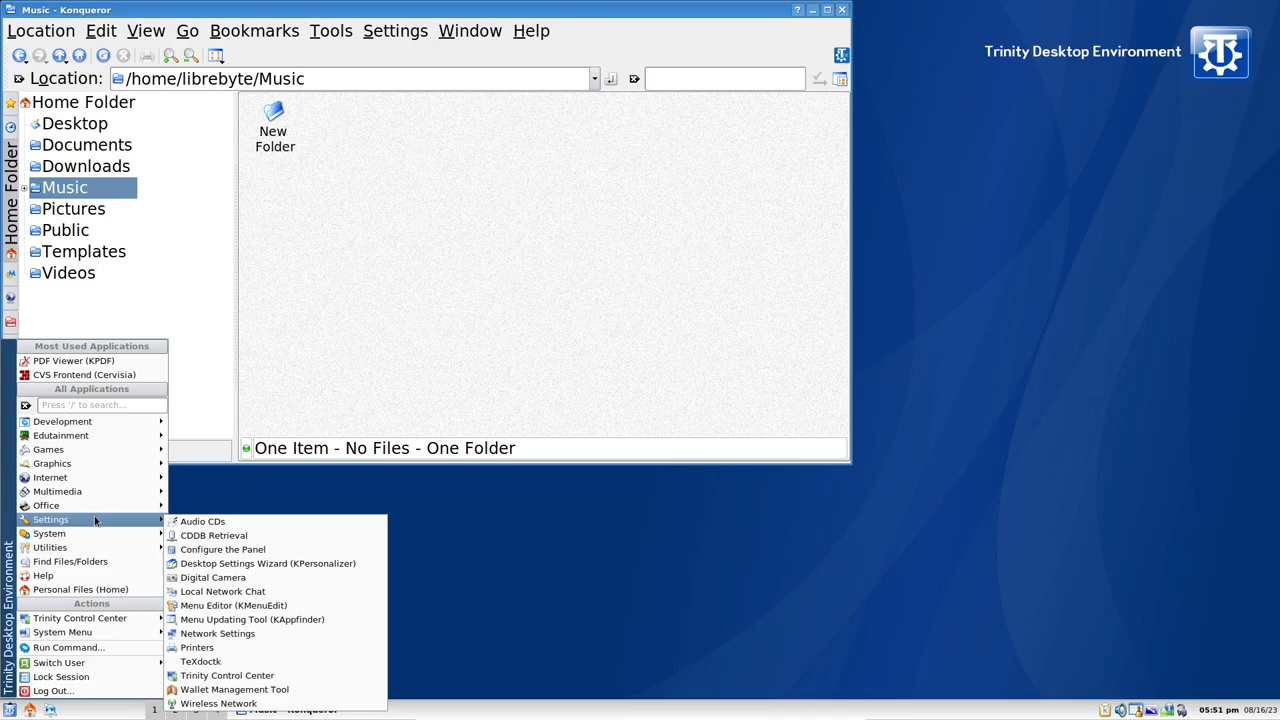 Music - Konqueror
Location Edit View Go Bookmarks Tools Settings Window Help
Location: /home/librebyte/Music
Trinity Desktop Environment
Home Folder
Home Folder
Desktop
Documents
Downloads
Music
Pictures
Public
Templates
Videos
New
Folder
One Item - No Files - One Folder
Most Used Applications
PDF Viewer (KPDF)
CVS Frontend (Cervisia)
All Applications
Press '/' to search...
Development
Edutainment
Games
Graphics
Internet
Multimedia
Office
Settings
System
Utilities
Find Files/Folders
Help
Personal Files (Home)
Actions
Trinity Control Center
System Menu
Run Command...
Switch User
Lock Session
Log Out...
Trinity Desktop Environment
Audio CDs
CDDB Retrieval
Configure the Panel
Desktop Settings Wizard (KPersonalizer)
Digital Camera
Local Network Chat
Menu Editor (KMenuEdit)
Menu Updating Tool (KAppfinder)
Network Settings
Printers
TeXdoctk
Trinity Control Center
Wallet Management Tool
Wireless Network
1
05:51 pm 08/16/23